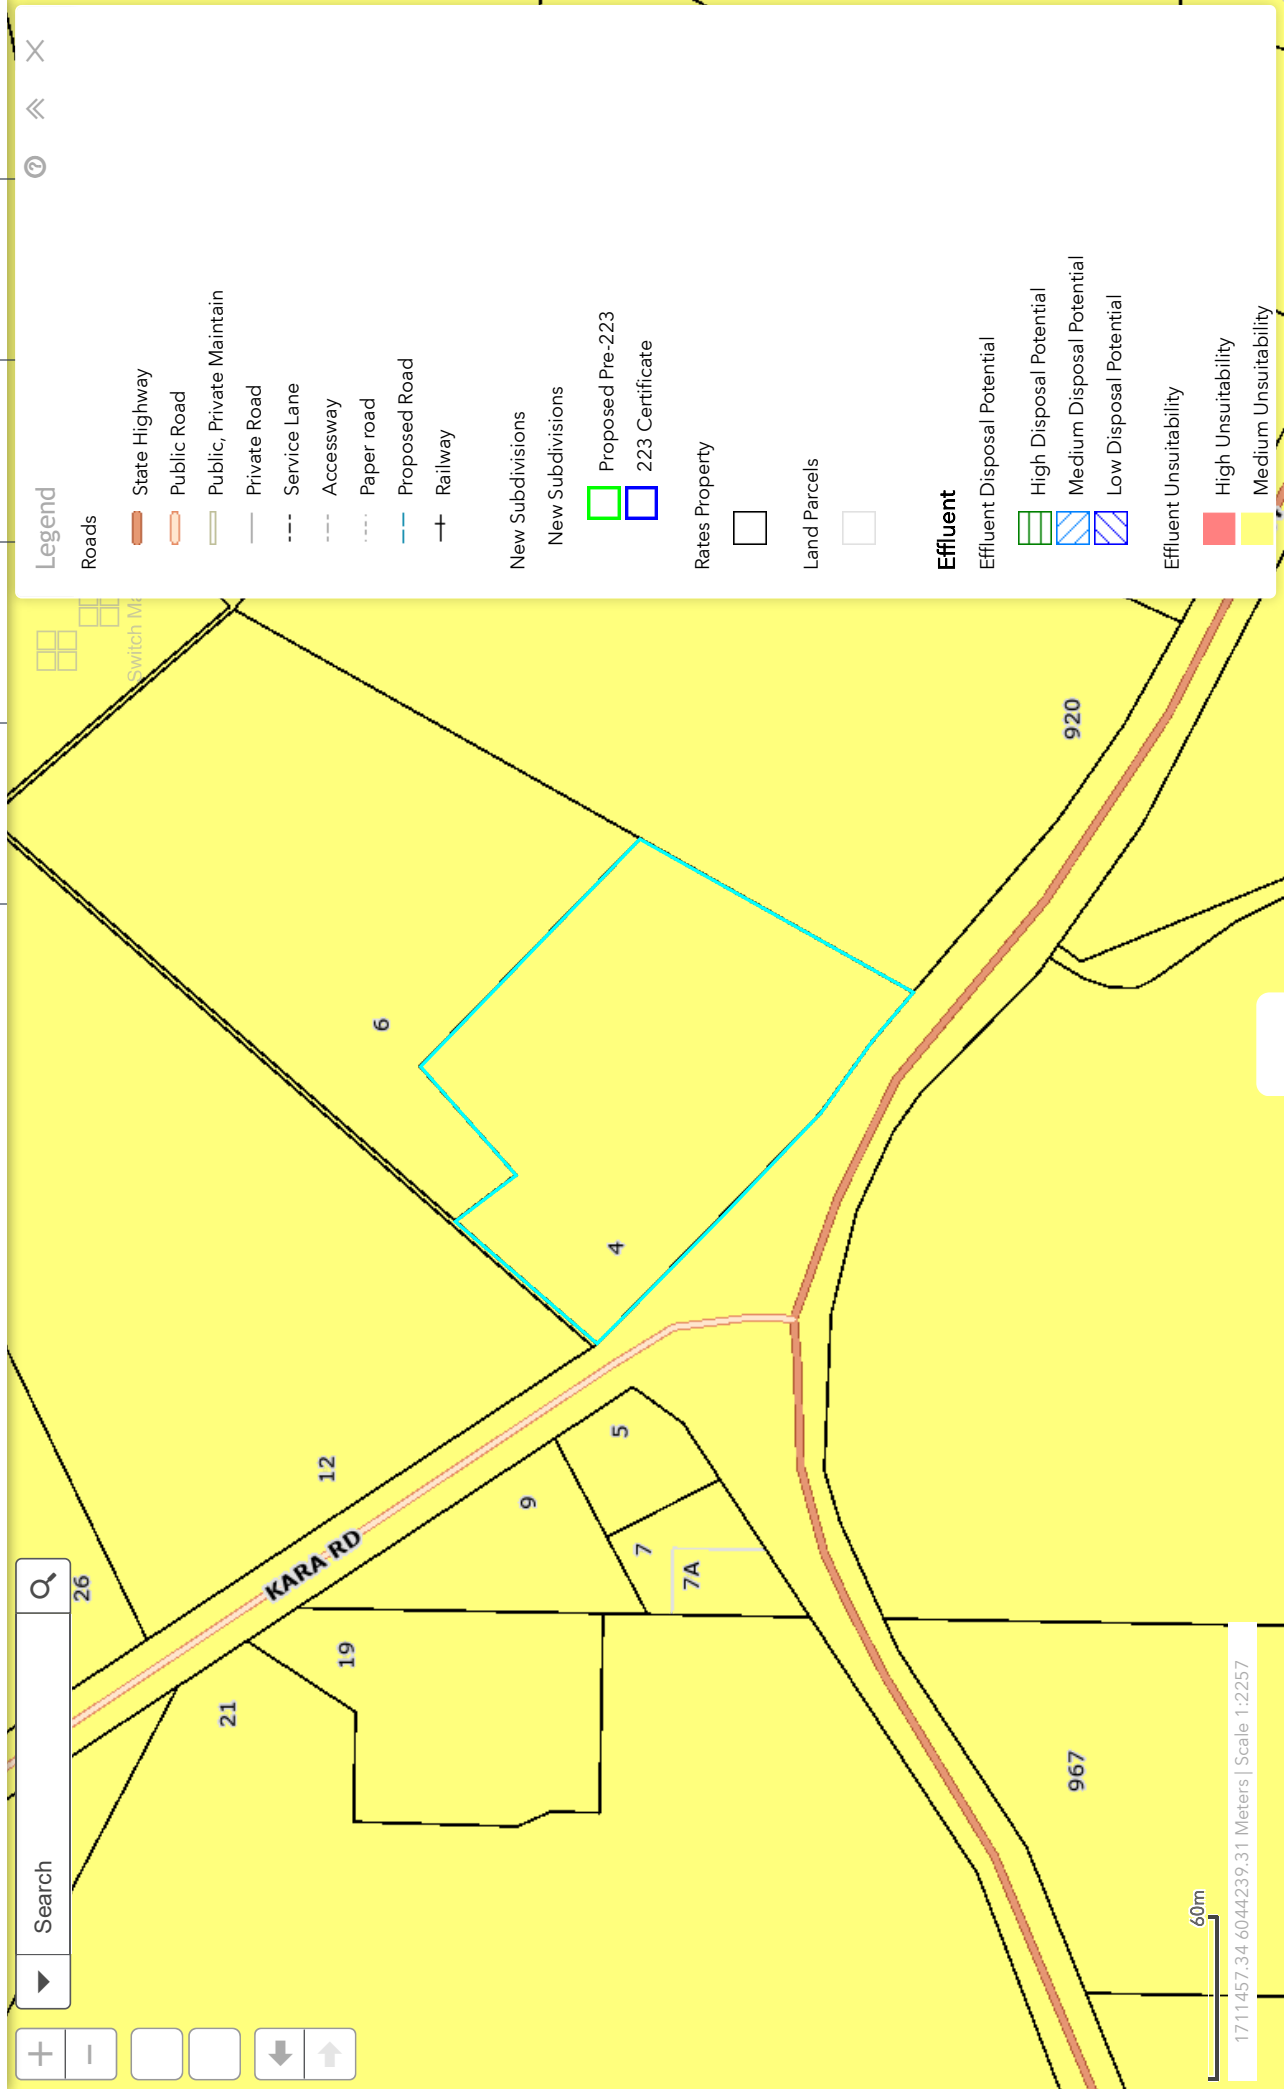 Search
Switch Ma
Legend
Roads
State Highway
Public Road
Public, Private Maintain
Private Road
Service Lane
Accessway
Paper road
Proposed Road
Railway
New Subdivisions
New Subdivisions
Proposed Pre-223
223 Certificate
Rates Property
Land Parcels
Effluent
Effluent Disposal Potential
High Disposal Potential
Medium Disposal Potential
Low Disposal Potential
Effluent Unsuitability
High Unsuitability
Medium Unsuitability
26
KARA RD
12
21
19
9
6
5
4
7
7A
920
967
60m
1711457.34 6044239.31 Meters | Scale 1:2257